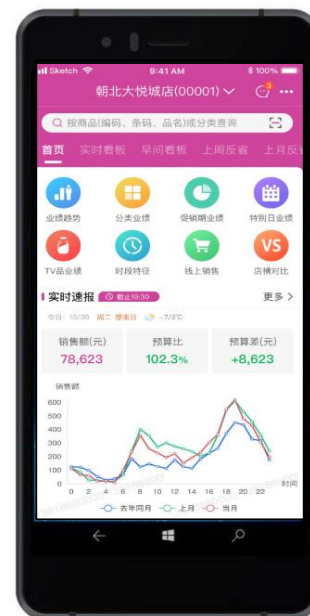 Sketch 9:41 AM 100%
朝北大悦城店(00001) 3
按商品(编码、条码、品名)或分类查询
首页 实时看板 早间看板 上周反省 上月反
业绩趋势 分类业绩 促销期业绩 特别日业绩
VS
TV品业绩 时段特征 线上销售 店横对比
实时速报 截止19:30 更多 >
今日：10/30 周二 感谢日 -7/2℃
销售额(元) 预算比 预算差(元)
78,623 102.3% +8,623
销售额
600
500
400
300
200
100
0
0 2 4 6 8 10 12 14 16 18 20 22 时间
去年同月 上月 当月